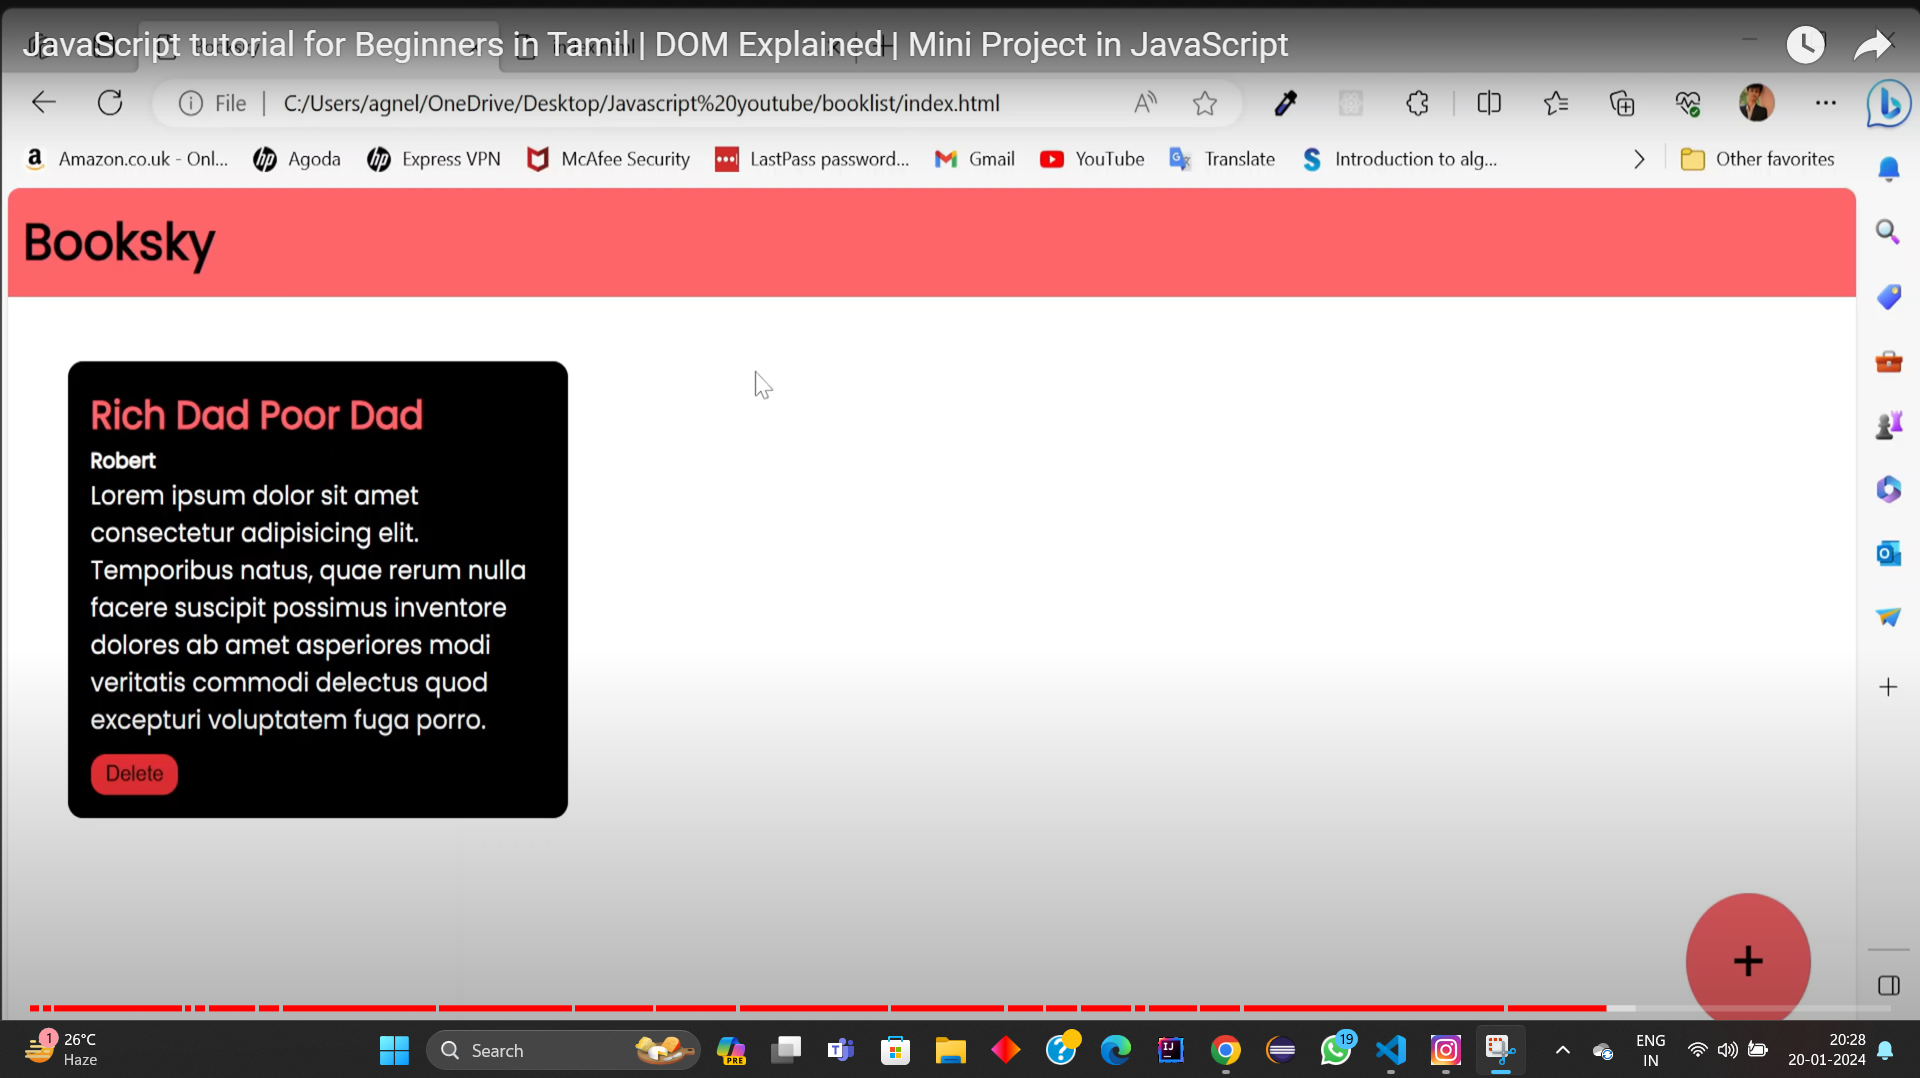 JavaScript tutorial for Beginners in Tamil | DOM Explained | Mini Project in JavaScript
File | C:/Users/agnel/OneDrive/Desktop/Javascript%20youtube/booklist/index.html
Amazon.co.uk - Onl... Agoda Express VPN McAfee Security LastPass password... Gmail YouTube Translate Introduction to alg... Other favorites
Booksky
Rich Dad Poor Dad
Robert
Lorem ipsum dolor sit amet
consectetur adipisicing elit.
Temporibus natus, quae rerum nulla
facere suscipit possimus inventore
dolores ab amet asperiores modi
veritatis commodi delectus quod
excepturi voluptatem fuga porro.
Delete
+
1 26°C
Haze
Search
PRE
19
ENG
IN
20:28
20-01-2024